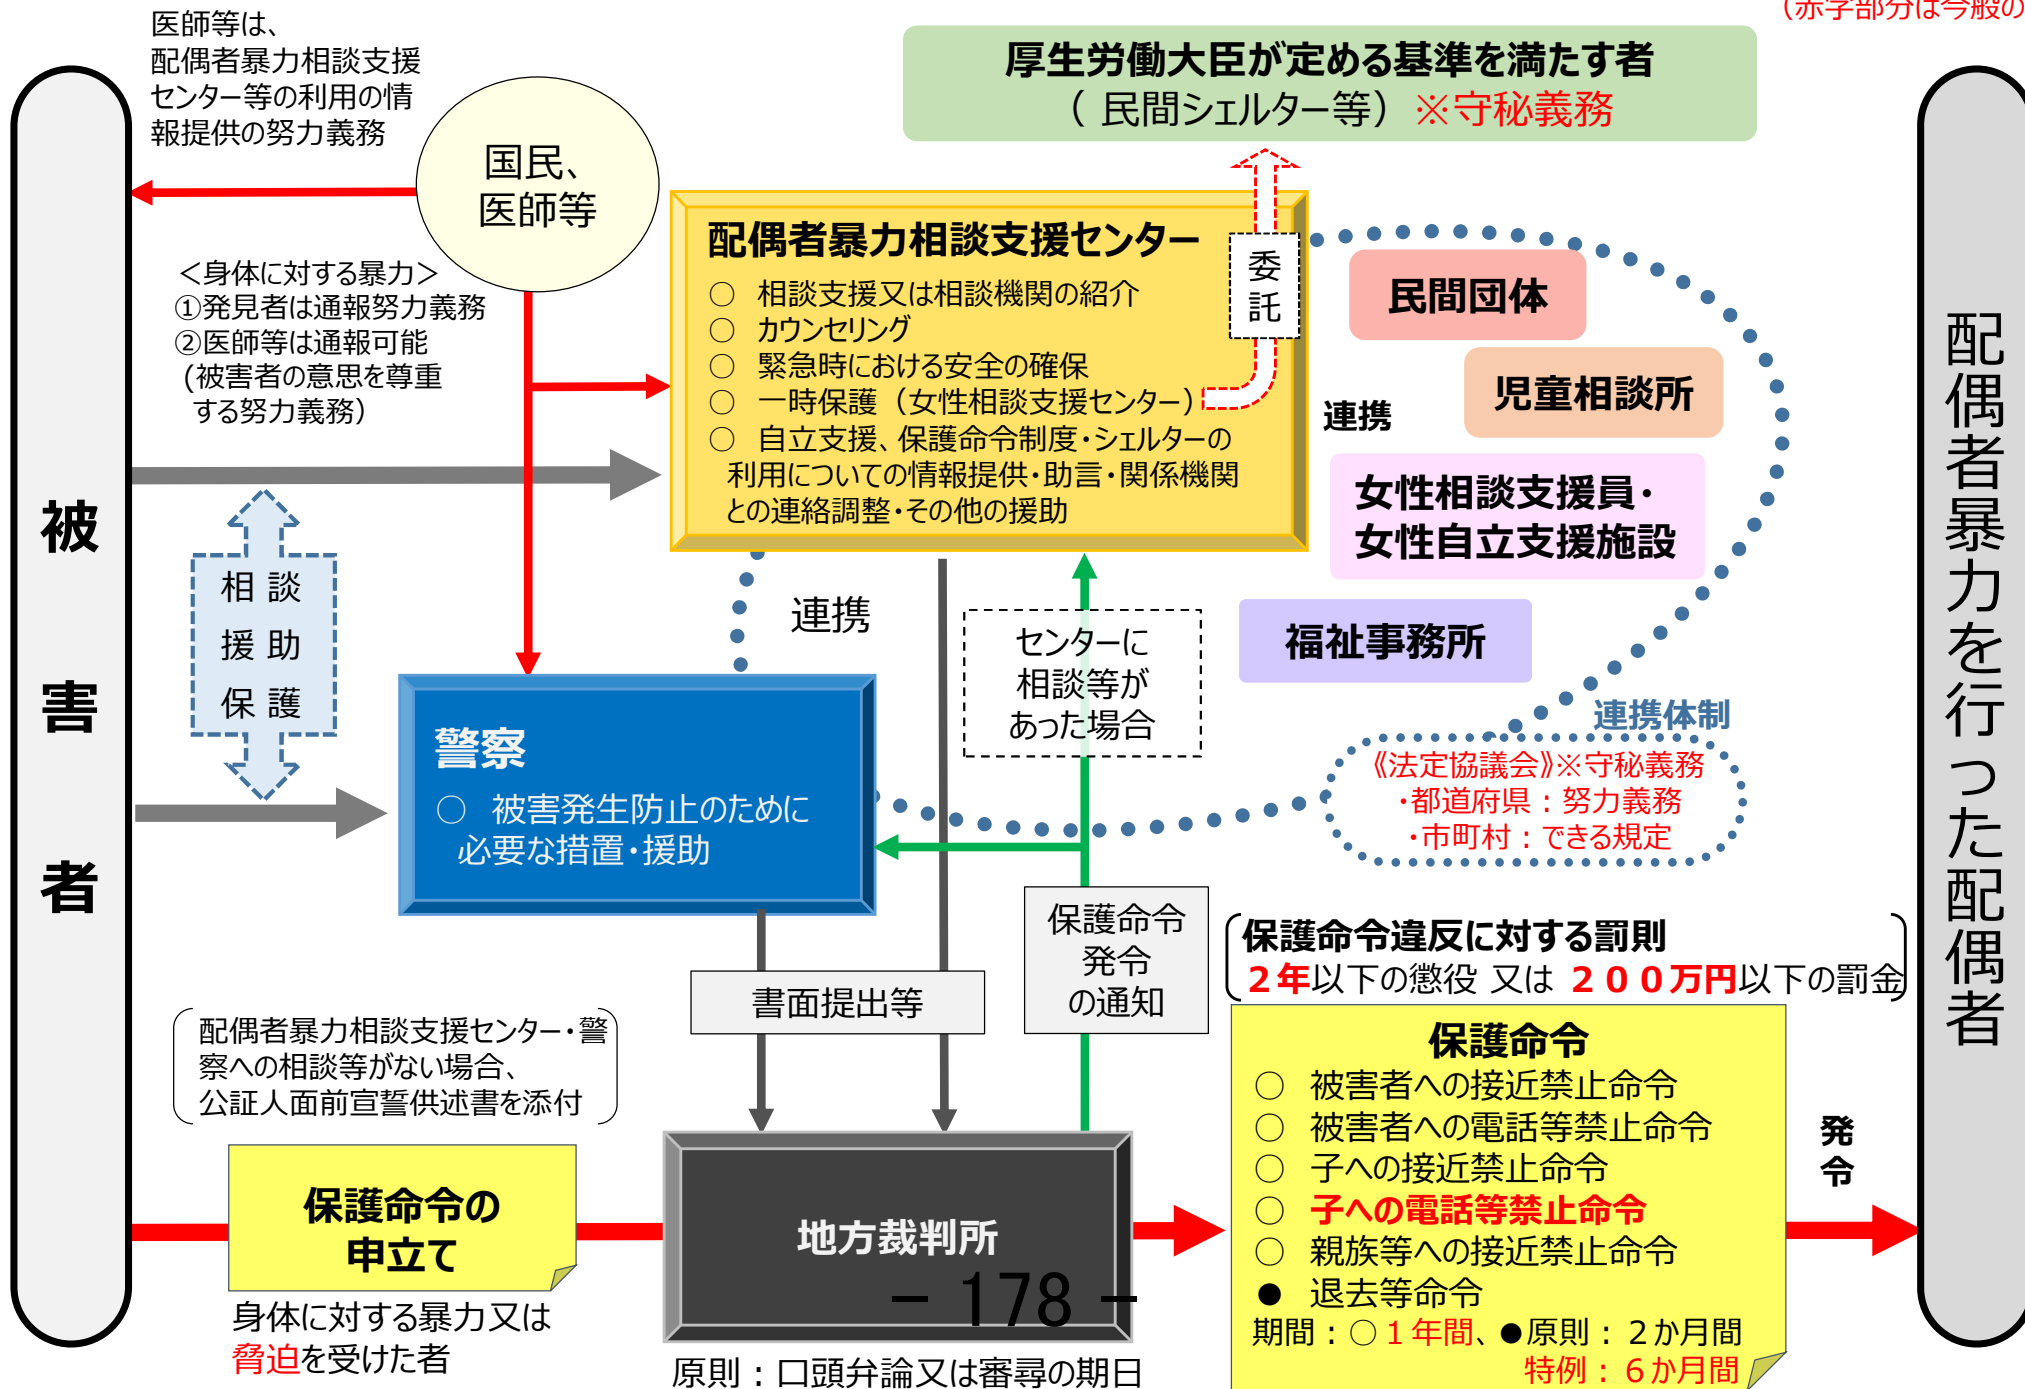 （赤字部分は今般の
医師等は、
配偶者暴力相談支援
センター等の利用の情
報提供の努力義務
国民、
医師等
厚生労働大臣が定める基準を満たす者
（ 民間シェルター等）※守秘義務
＜身体に対する暴力＞
①発見者は通報努力義務
②医師等は通報可能
(被害者の意思を尊重
する努力義務）
配偶者暴力相談支援センター
○　相談支援又は相談機関の紹介
○　カウンセリング
○　緊急時における安全の確保
○　一時保護（女性相談支援センター）
○　自立支援、保護命令制度・シェルターの
利用についての情報提供・助言・関係機関
との連絡調整・その他の援助
委
託
民間団体
児童相談所
連携
女性相談支援員・
女性自立支援施設
福祉事務所
連携体制
《法定協議会》※守秘義務
・都道府県：努力義務
・市町村：できる規定
被害者
相 談
援 助
保 護
連携
センターに
相談等が
あった場合
警察
○　被害発生防止のために
必要な措置・援助
保護命令
発令
の通知
書面提出等
配偶者暴力相談支援センター・警
察への相談等がない場合、
公証人面前宣誓供述書を添付
保護命令の
申立て
身体に対する暴力又は
脅迫を受けた者
地方裁判所
－ 178 －
原則：口頭弁論又は審尋の期日
保護命令違反に対する罰則
２年以下の懲役 又は ２００万円以下の罰金
保護命令
○　被害者への接近禁止命令
○　被害者への電話等禁止命令
○　子への接近禁止命令
○　子への電話等禁止命令
○　親族等への接近禁止命令
●　退去等命令
期間：○１年間、●原則：２か月間
特例：６か月間
発
令
配偶者暴力を行った配偶者